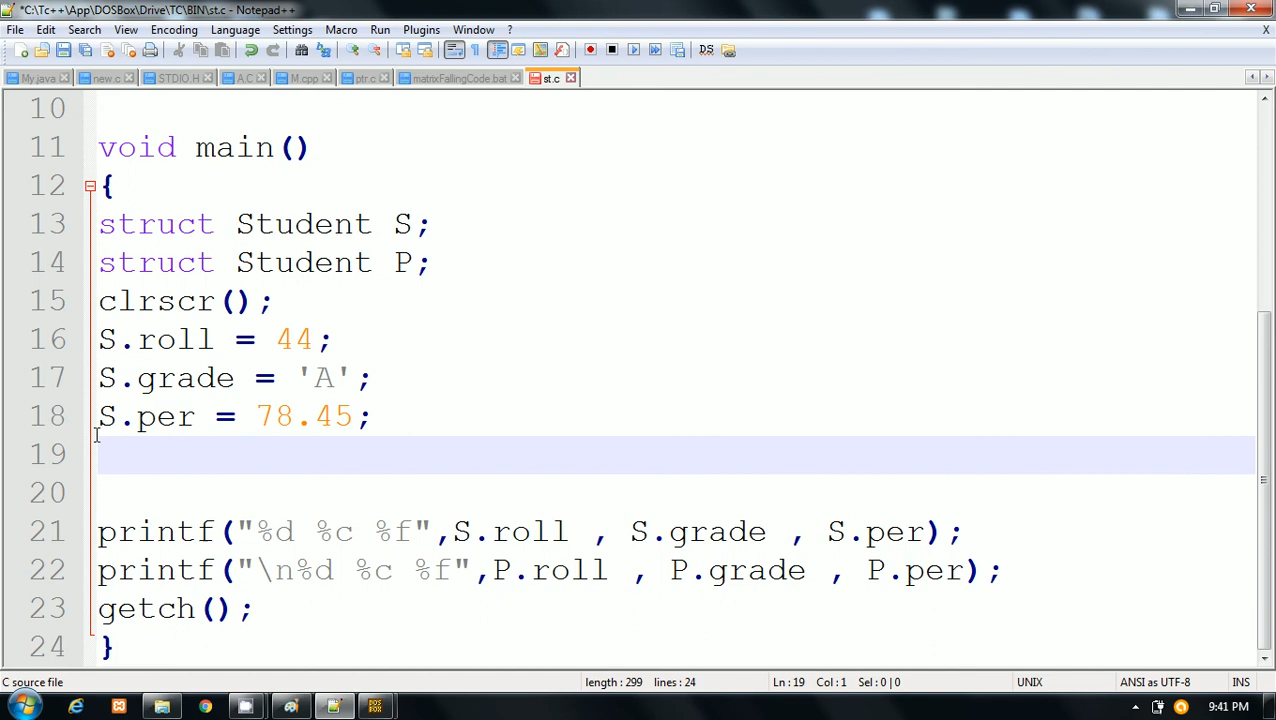 *C:\Tc++\App\DOSBox\Drive\TC\BIN\st.c - Notepad++
File Edit Search View Encoding Language Settings Macro Run Plugins Window ? X
My.java new.c STDIO.H A.C M.cpp ptr.c matrixFallingCode.bat st.c
10
11 void main()
12 {
13 struct Student S;
14 struct Student P;
15 clrscr();
16 S.roll = 44;
17 S.grade = 'A';
18 S.per = 78.45;
19
20
21 printf("%d %c %f",S.roll , S.grade , S.per);
22 printf("\n%d %c %f",P.roll , P.grade , P.per);
23 getch();
24 }
C source file length : 299 lines : 24 Ln : 19 Col : 1 Sel : 0 | 0 UNIX ANSI as UTF-8 INS
DOS BOX 9:41 PM